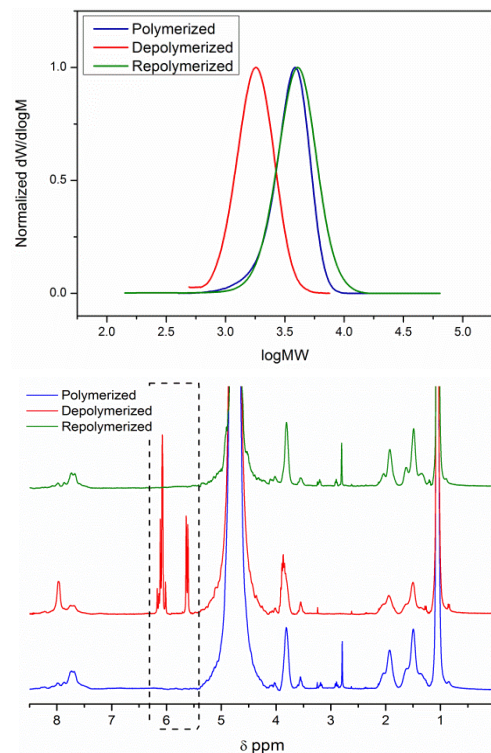 Polymerized
Depolymerized
Repolymerized
Normalized dW/dlogM
1.0
0.5
0.0
2.0 2.5 3.0 3.5 4.0 4.5 5.0
logMW
Polymerized
Depolymerized
Repolymerized
8 7 6 5 4 3 2 1
δ ppm